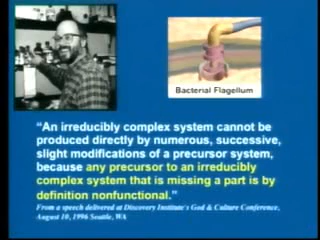 Bacterial Flagellum
“An irreducibly complex system cannot be
produced directly by numerous, successive,
slight modifications of a precursor system,
because any precursor to an irreducibly
complex system that is missing a part is by
definition nonfunctional.”
From a speech delivered at Discovery Institute's God & Culture Conference,
August 10, 1996 Seattle, WA